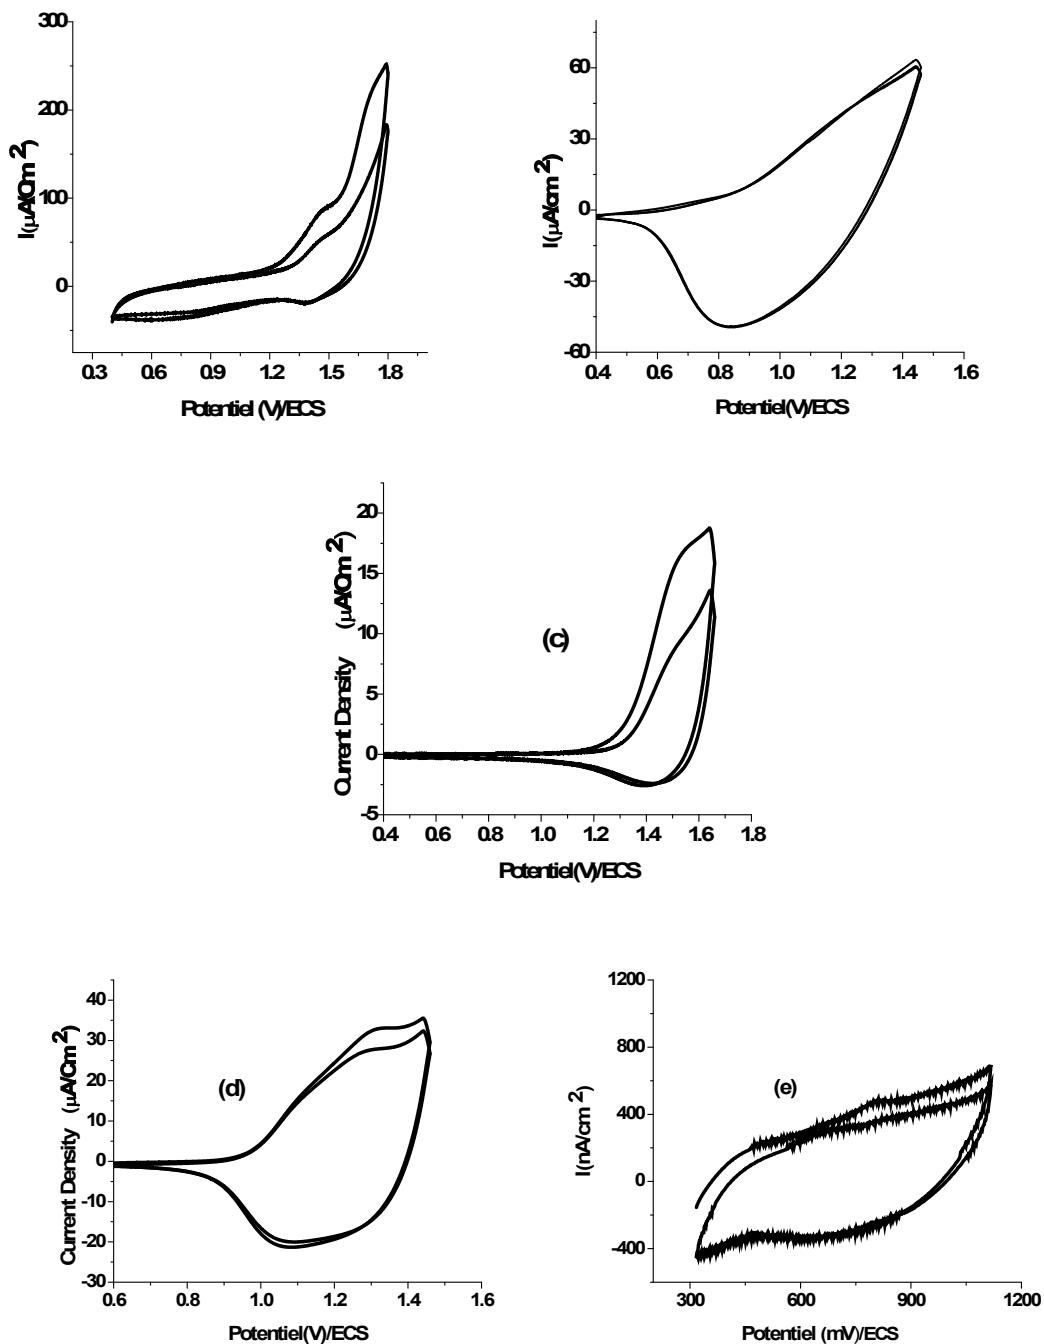 300
200
100
0
I(µA/Cm²)
0.3 0.6 0.9 1.2 1.5 1.8
Potentiel (V)/ECS
60
30
0
-30
-60
I(µA/cm²)
0.4 0.6 0.8 1.0 1.2 1.4 1.6
Potentiel(V)/ECS
20
15
10
5
0
-5
Current Density (µA/Cm²)
(c)
0.4 0.6 0.8 1.0 1.2 1.4 1.6 1.8
Potentiel(V)/ECS
40
30
20
10
0
-10
-20
-30
Current Density (µA/Cm²)
(d)
0.6 0.8 1.0 1.2 1.4 1.6
Potentiel(V)/ECS
1200
800
400
0
-400
I(nA/cm²)
(e)
300 600 900 1200
Potentiel (mV)/ECS